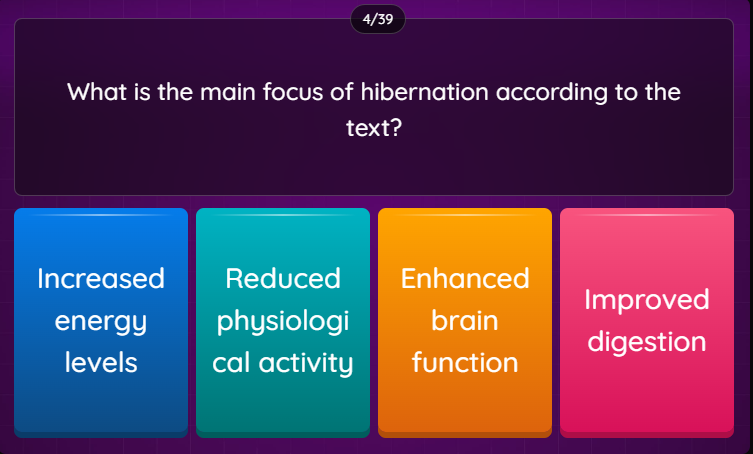 4/39
What is the main focus of hibernation according to the
text?
Increased
energy
levels
Reduced
physiologi
cal activity
Enhanced
brain
function
Improved
digestion